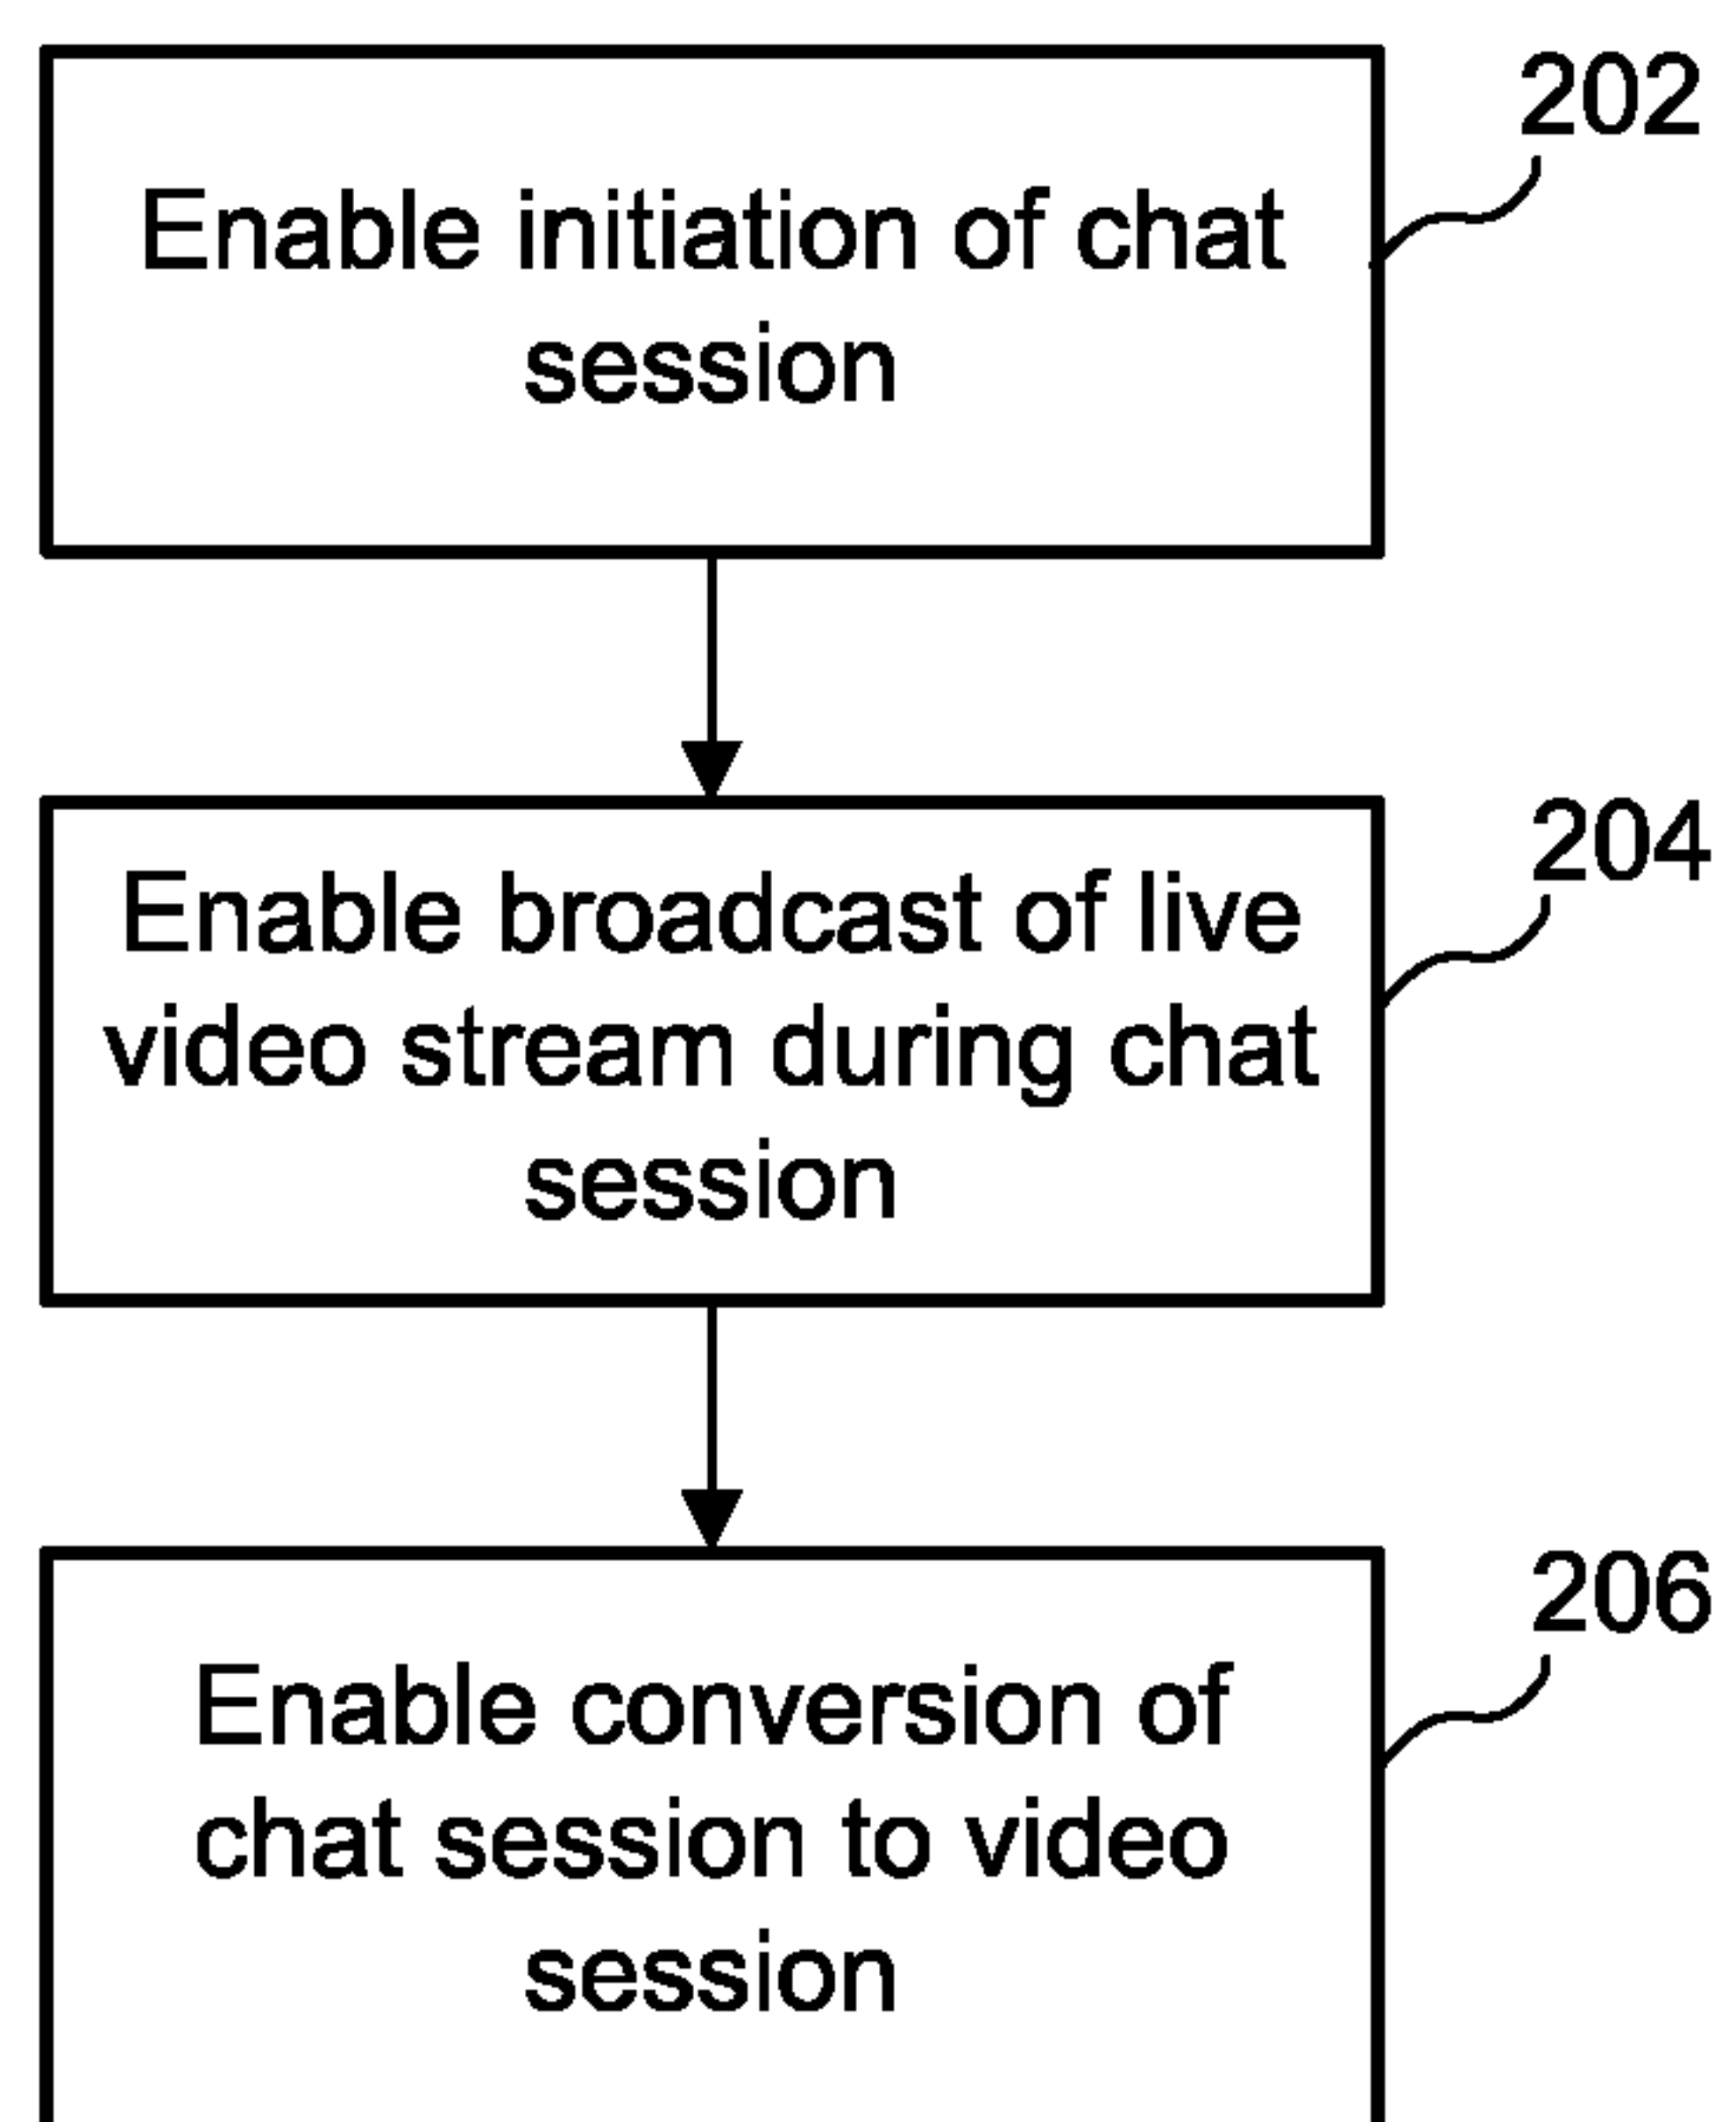 202
Enable initiation of chat
session
204
Enable broadcast of live
video stream during chat
session
206
Enable conversion of
chat session to video
session